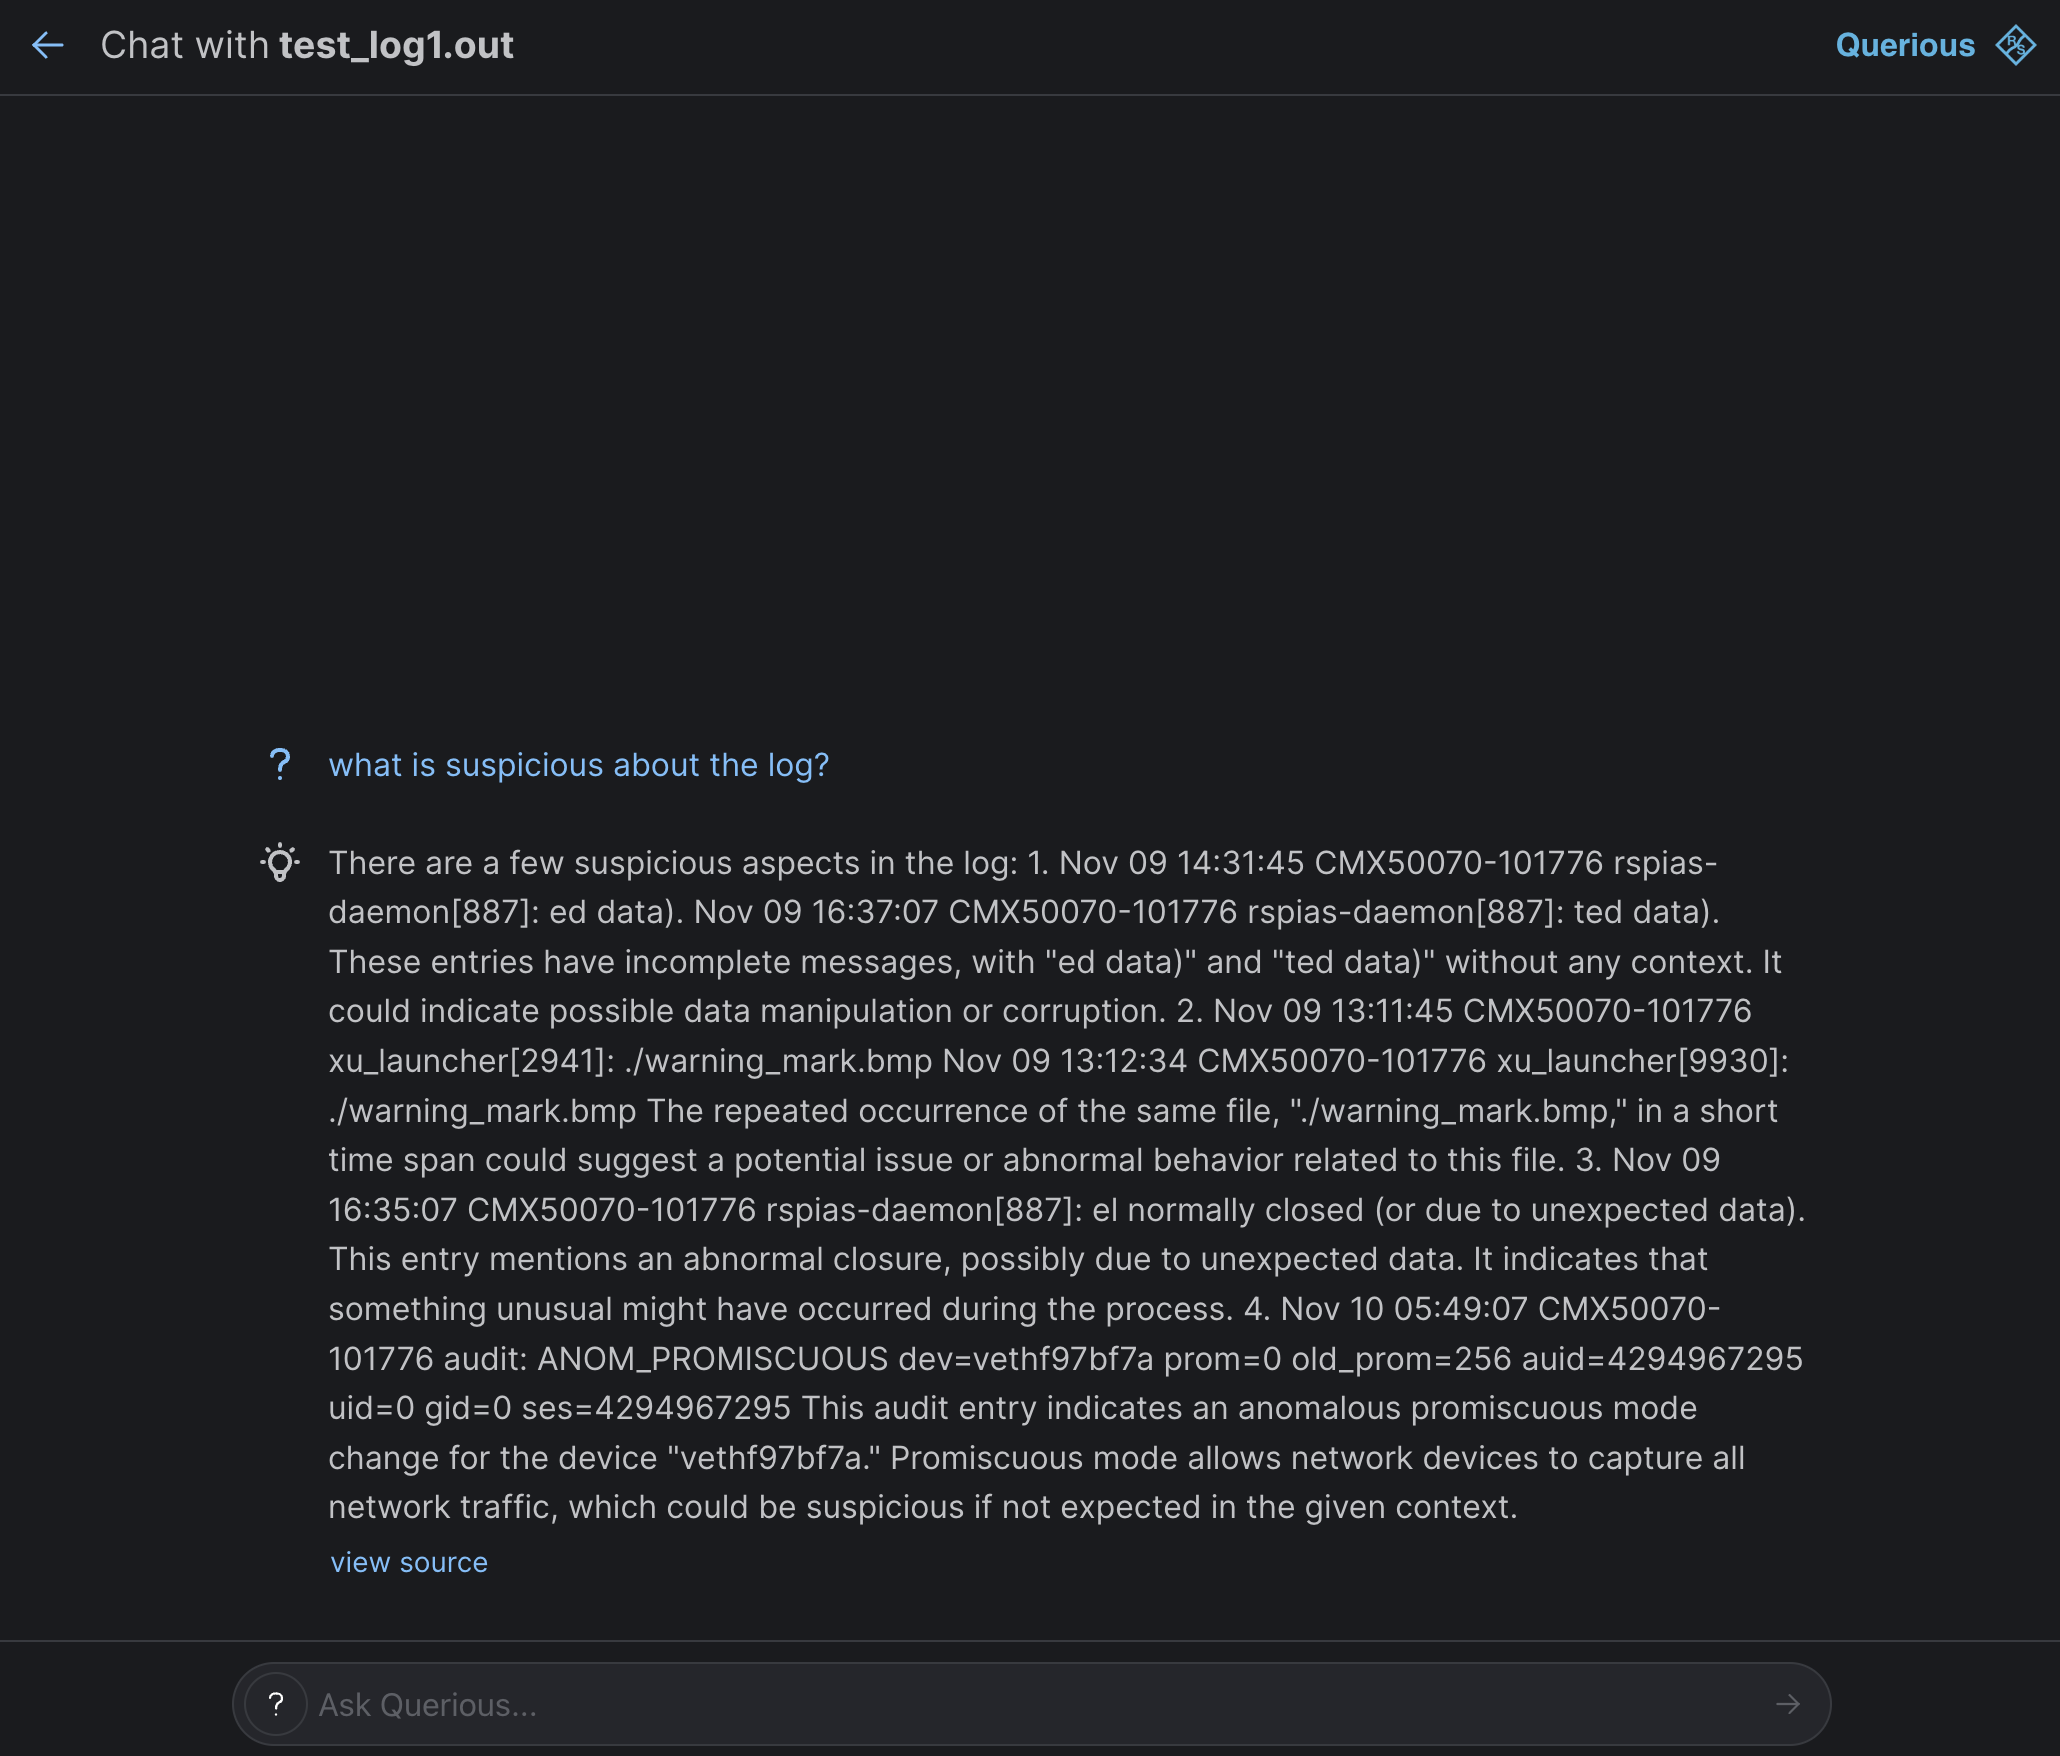 Chat with test_log1.out
Querious
RS
? what is suspicious about the log?
There are a few suspicious aspects in the log: 1. Nov 09 14:31:45 CMX50070-101776 rspias-
daemon[887]: ed data). Nov 09 16:37:07 CMX50070-101776 rspias-daemon[887]: ted data).
These entries have incomplete messages, with "ed data)" and "ted data)" without any context. It
could indicate possible data manipulation or corruption. 2. Nov 09 13:11:45 CMX50070-101776
xu_launcher[2941]: ./warning_mark.bmp Nov 09 13:12:34 CMX50070-101776 xu_launcher[9930]:
./warning_mark.bmp The repeated occurrence of the same file, "./warning_mark.bmp," in a short
time span could suggest a potential issue or abnormal behavior related to this file. 3. Nov 09
16:35:07 CMX50070-101776 rspias-daemon[887]: el normally closed (or due to unexpected data).
This entry mentions an abnormal closure, possibly due to unexpected data. It indicates that
something unusual might have occurred during the process. 4. Nov 10 05:49:07 CMX50070-
101776 audit: ANOM_PROMISCUOUS dev=vethf97bf7a prom=0 old_prom=256 auid=4294967295
uid=0 gid=0 ses=4294967295 This audit entry indicates an anomalous promiscuous mode
change for the device "vethf97bf7a." Promiscuous mode allows network devices to capture all
network traffic, which could be suspicious if not expected in the given context.
view source
? Ask Querious...